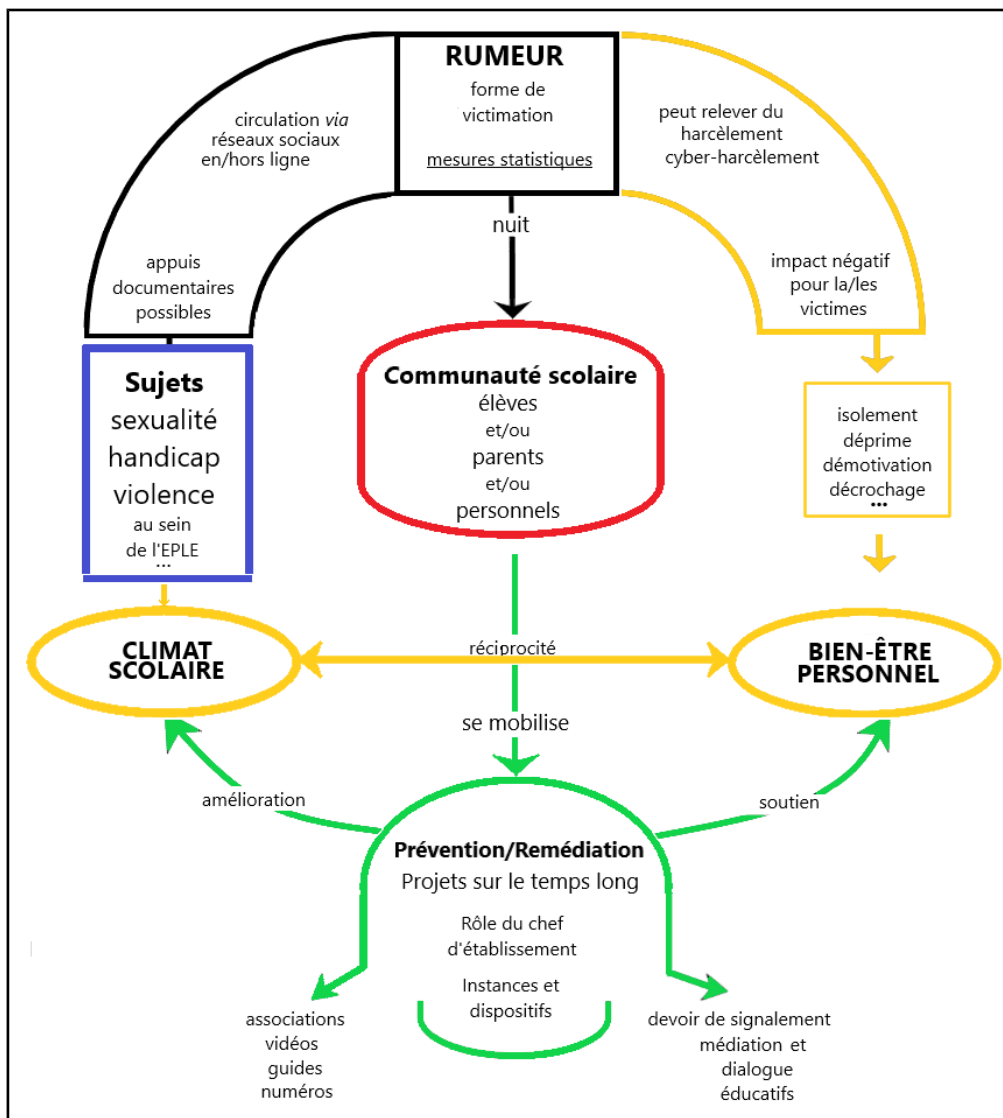 RUMEUR
forme de
victimation
mesures statistiques
circulation via
réseaux sociaux
en/hors ligne
appuis
documentaires
possibles
peut relever du
harcèlement
cyber-harcèlement
impact négatif
pour la/les
victimes
nuit
Sujets
sexualité
handicap
violence
au sein
de l'EPLE
...
Communauté scolaire
élèves
et/ou
parents
et/ou
personnels
isolement
déprime
démotivation
décrochage
...
CLIMAT
SCOLAIRE
réciprocité
BIEN-ÊTRE
PERSONNEL
se mobilise
amélioration
soutien
Prévention/Remédiation
Projets sur le temps long
Rôle du chef
d'établissement
Instances et
dispositifs
associations
vidéos
guides
numéros
devoir de signalement
médiation et
dialogue
éducatifs